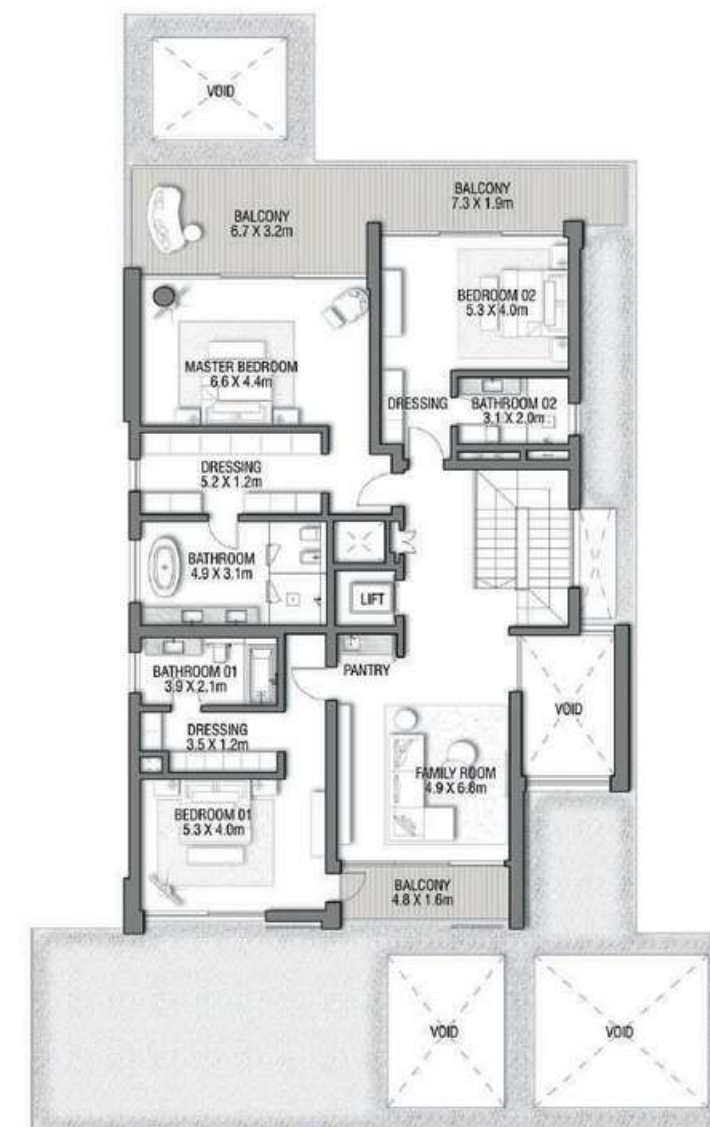 VOID
BALCONY
7.3 X 1.9m
BALCONY
6.7 X 3.2m
BEDROOM 02
5.3 X 4.0m
MASTER BEDROOM
6.6 X 4.4m
DRESSING
BATHROOM 02
3.1 X 2.0m
DRESSING
5.2 X 1.2m
BATHROOM
4.9 X 3.1m
LIFT
PANTRY
BATHROOM 01
3.9 X 2.1m
VOID
DRESSING
3.5 X 1.2m
FAMILY ROOM
4.9 X 6.8m
BEDROOM 01
5.3 X 4.0m
BALCONY
4.8 X 1.6m
VOID
VOID